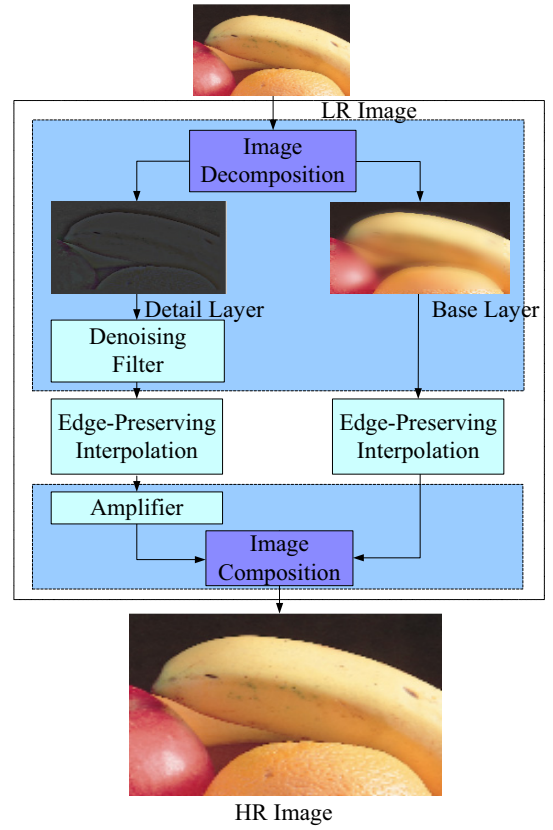 LR Image
Image
Decomposition
Detail Layer
Base Layer
Denoising
Filter
Edge-Preserving
Interpolation
Edge-Preserving
Interpolation
Amplifier
Image
Composition
HR Image